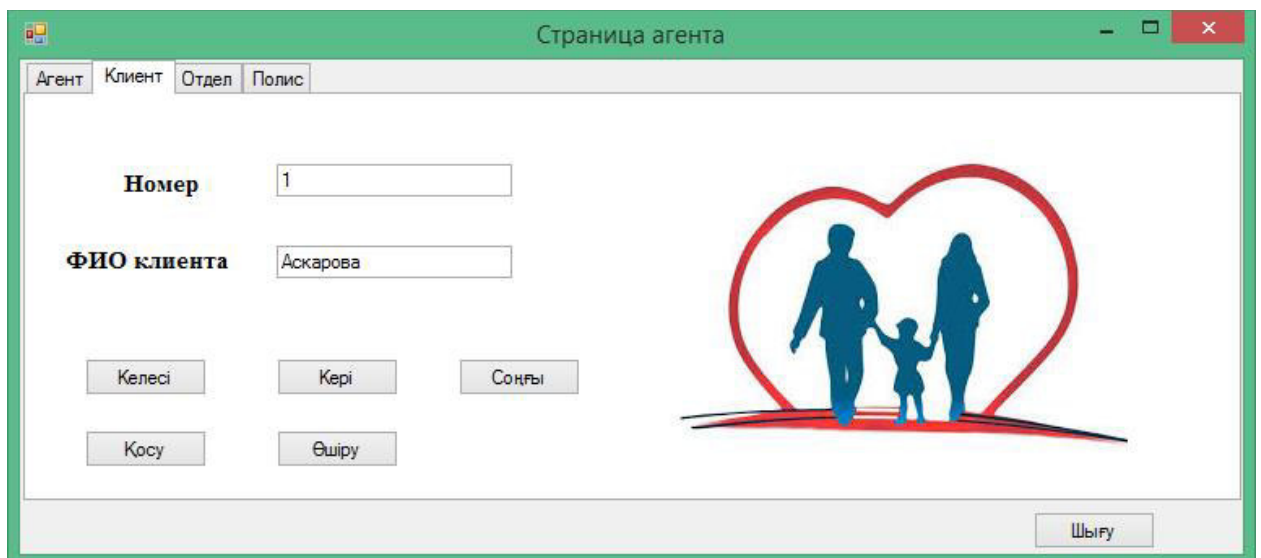 Страница агента
Агент Клиент Отдел Полис
Номер 1
ФИО клиента Аскарова
Келесі Кері Соңғы
Қосу Өшіру
Шығу